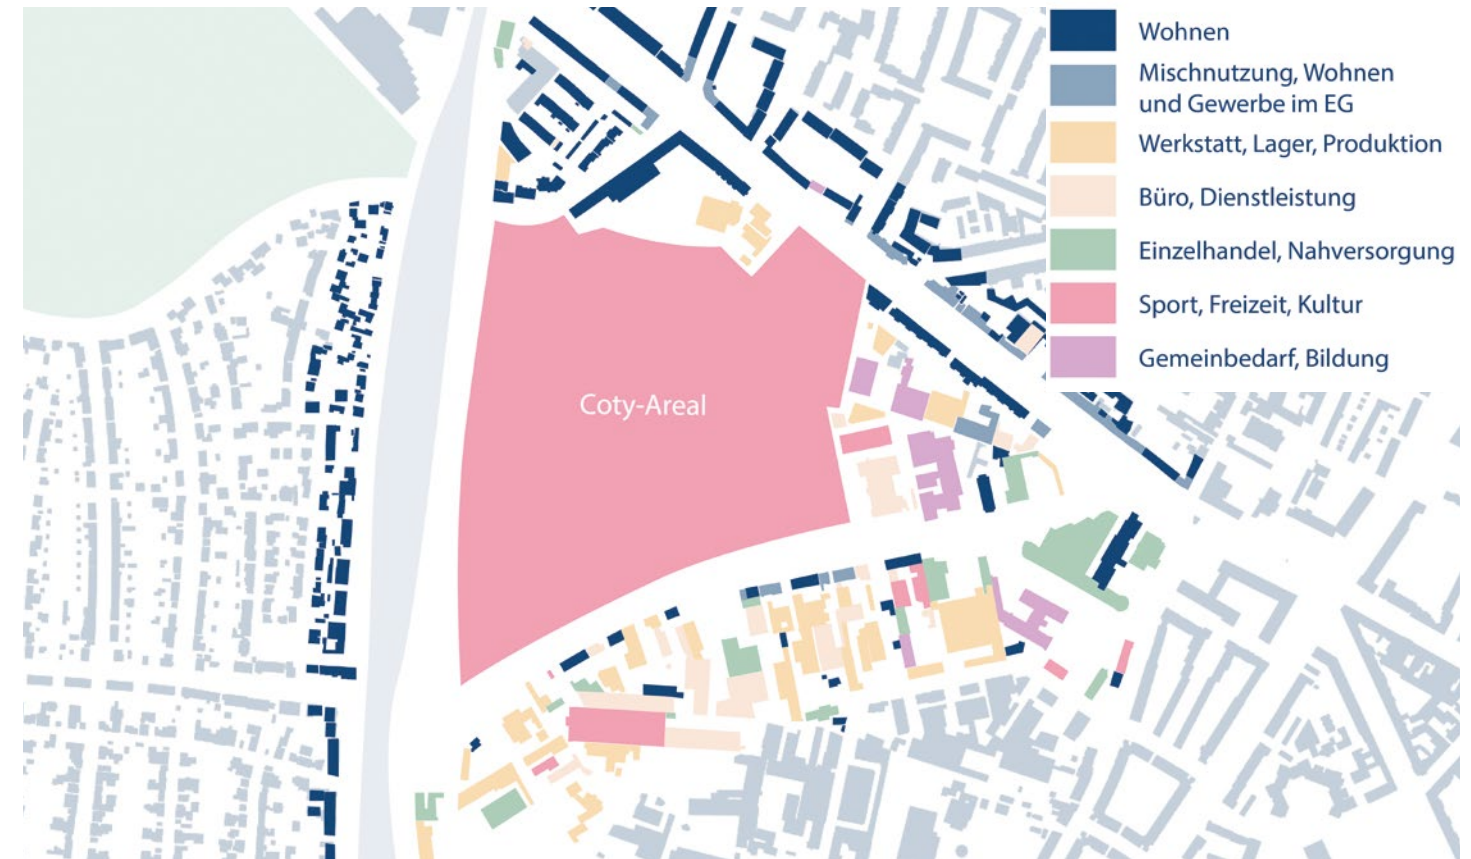 Wohnen
Mischnutzung, Wohnen
und Gewerbe im EG
Werkstatt, Lager, Produktion
Büro, Dienstleistung
Einzelhandel, Nahversorgung
Sport, Freizeit, Kultur
Gemeinbedarf, Bildung
Coty-Areal